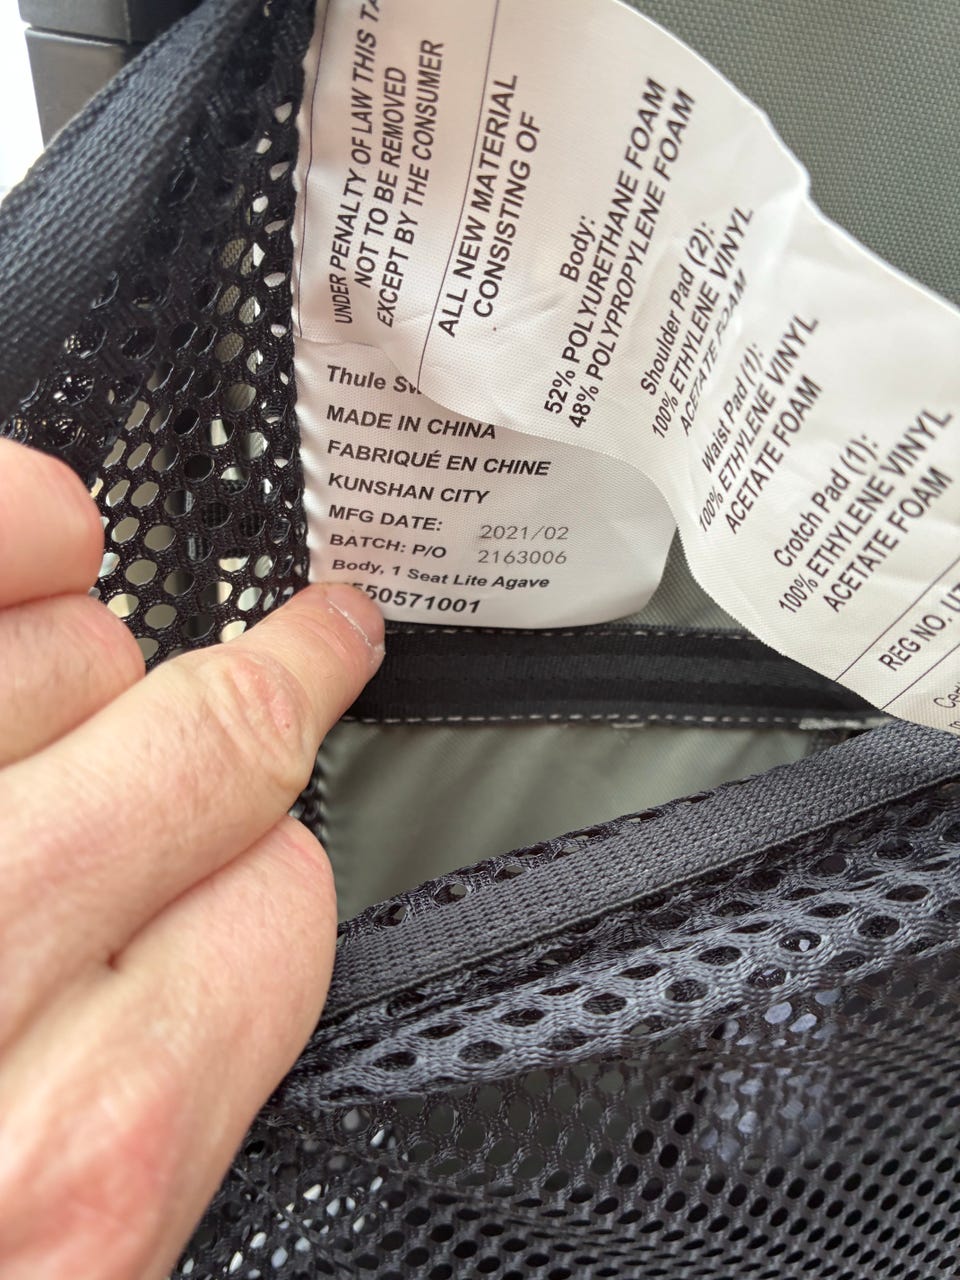 UNDER PENALTY OF LAW THIS
NOT TO BE REMOVED
EXCEPT BY THE CONSUMER
ALL NEW MATERIAL
CONSISTING OF
Body:
52% POLYURETHANE FOAM
48% POLYPROPYLENE FOAM
Shoulder Pad (2):
100% ETHYLENE VINYL
ACETATE FOAM
Waist Pad (1):
100% ETHYLENE VINYL
ACETATE FOAM
Crotch Pad (1):
100% ETHYLENE VINYL
ACETATE FOAM
REG NO.
Thule
MADE IN CHINA
FABRIQUÉ EN CHINE
KUNSHAN CITY
MFG DATE: 2021/02
BATCH: P/O 2163006
Body, 1 Seat Lite Agave
550571001